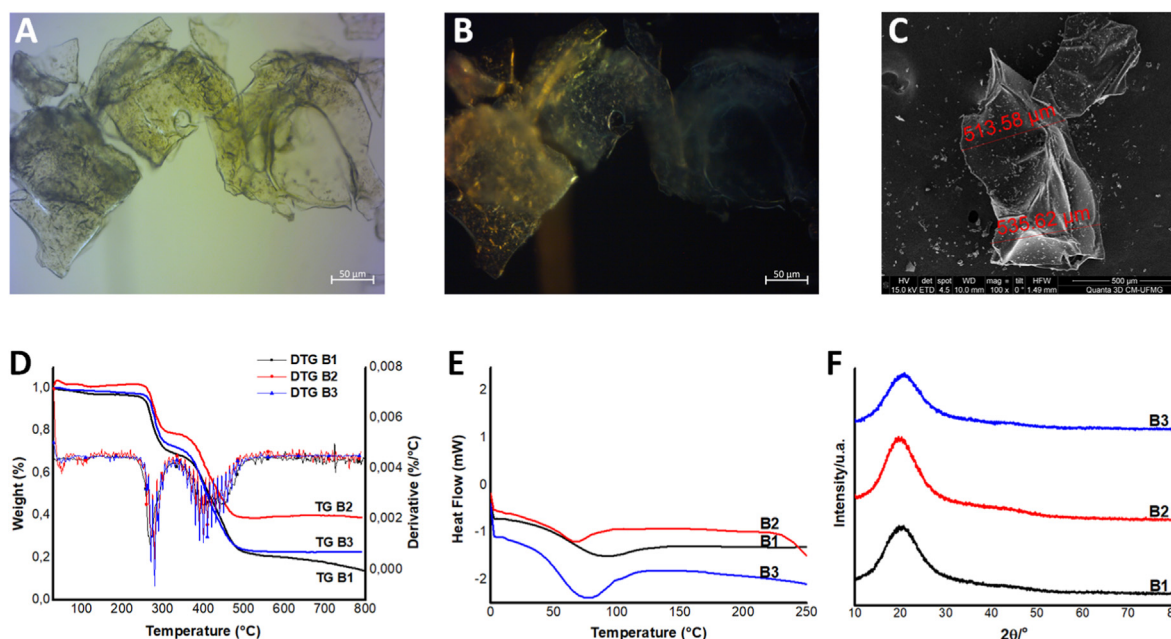 A
50 µm
B
50 µm
C
513.58 µm
535.62 µm
HV det spot WD mag tilt HFW 500 µm
15.0 kV ETD 4.5 10.0 mm 100 x 0 ° 1.49 mm Quanta 3D CM-UFMG
D
DTG B1
DTG B2
DTG B3
Weight (%)
1,0
0,8
0,6
0,4
0,2
0,0
0,008
0,006
0,004
0,002
0,000
Derivative (%/°C)
TG B2
TG B3
TG B1
100 200 300 400 500 600 700 800
Temperature (°C)
E
Heat Flow (mW)
2
1
0
-1
-2
B2
B1
B3
0 50 100 150 200 250
Temperature (°C)
F
Intensity/u.a.
B3
B2
B1
10 20 30 40 50 60 70 80
2θ/°